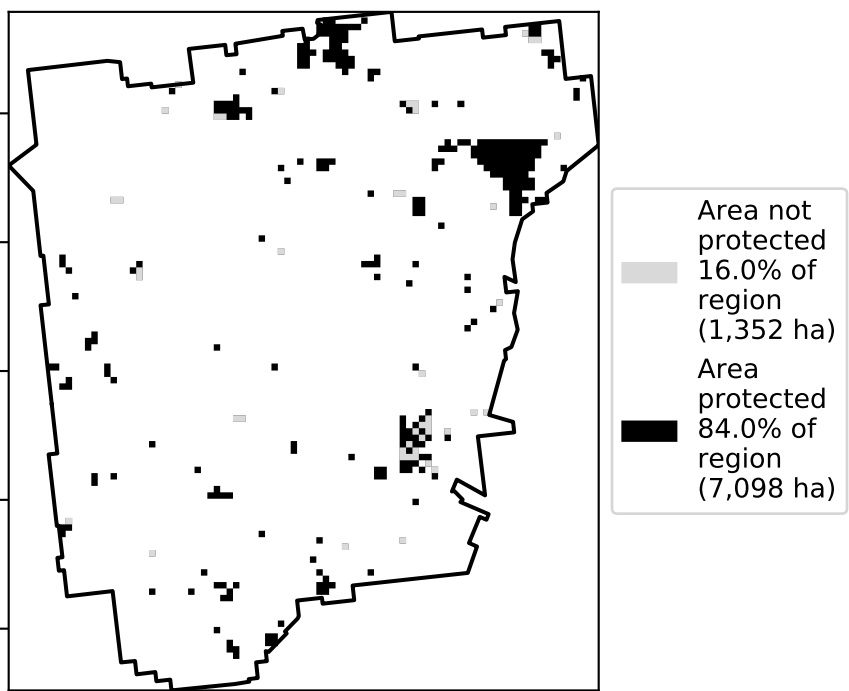 Area not
protected
16.0% of
region
(1,352 ha)
Area
protected
84.0% of
region
(7,098 ha)